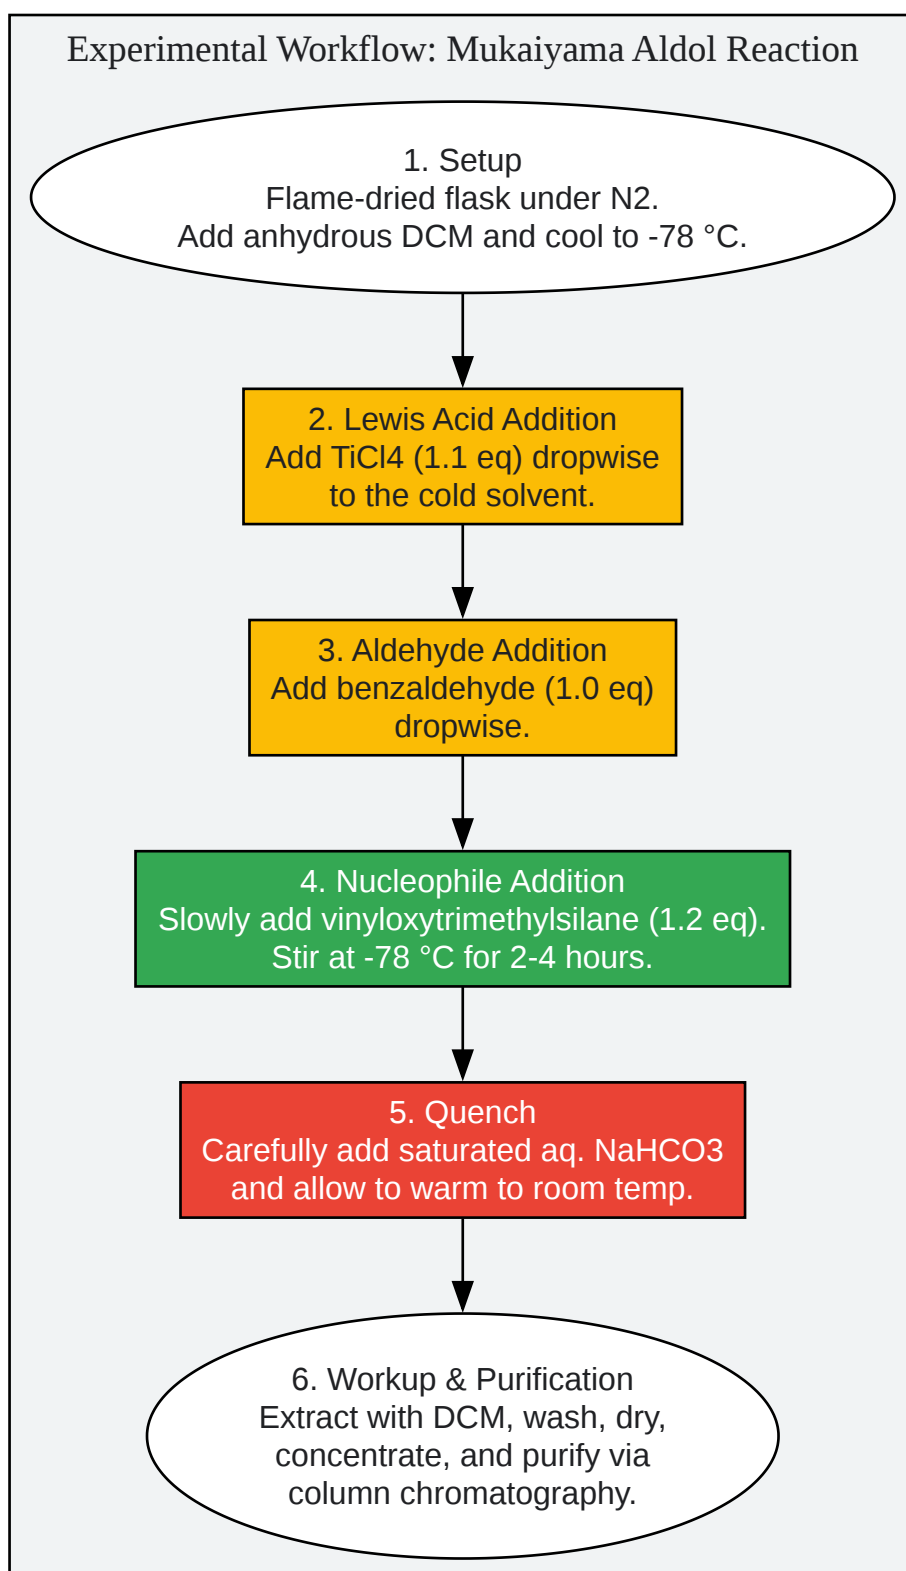 Experimental Workflow: Mukaiyama Aldol Reaction
1. Setup
Flame-dried flask under N2.
Add anhydrous DCM and cool to -78 °C.
2. Lewis Acid Addition
Add TiCl4 (1.1 eq) dropwise
to the cold solvent.
3. Aldehyde Addition
Add benzaldehyde (1.0 eq)
dropwise.
4. Nucleophile Addition
Slowly add vinyloxytrimethylsilane (1.2 eq).
Stir at -78 °C for 2-4 hours.
5. Quench
Carefully add saturated aq. NaHCO3
and allow to warm to room temp.
6. Workup & Purification
Extract with DCM, wash, dry,
concentrate, and purify via
column chromatography.